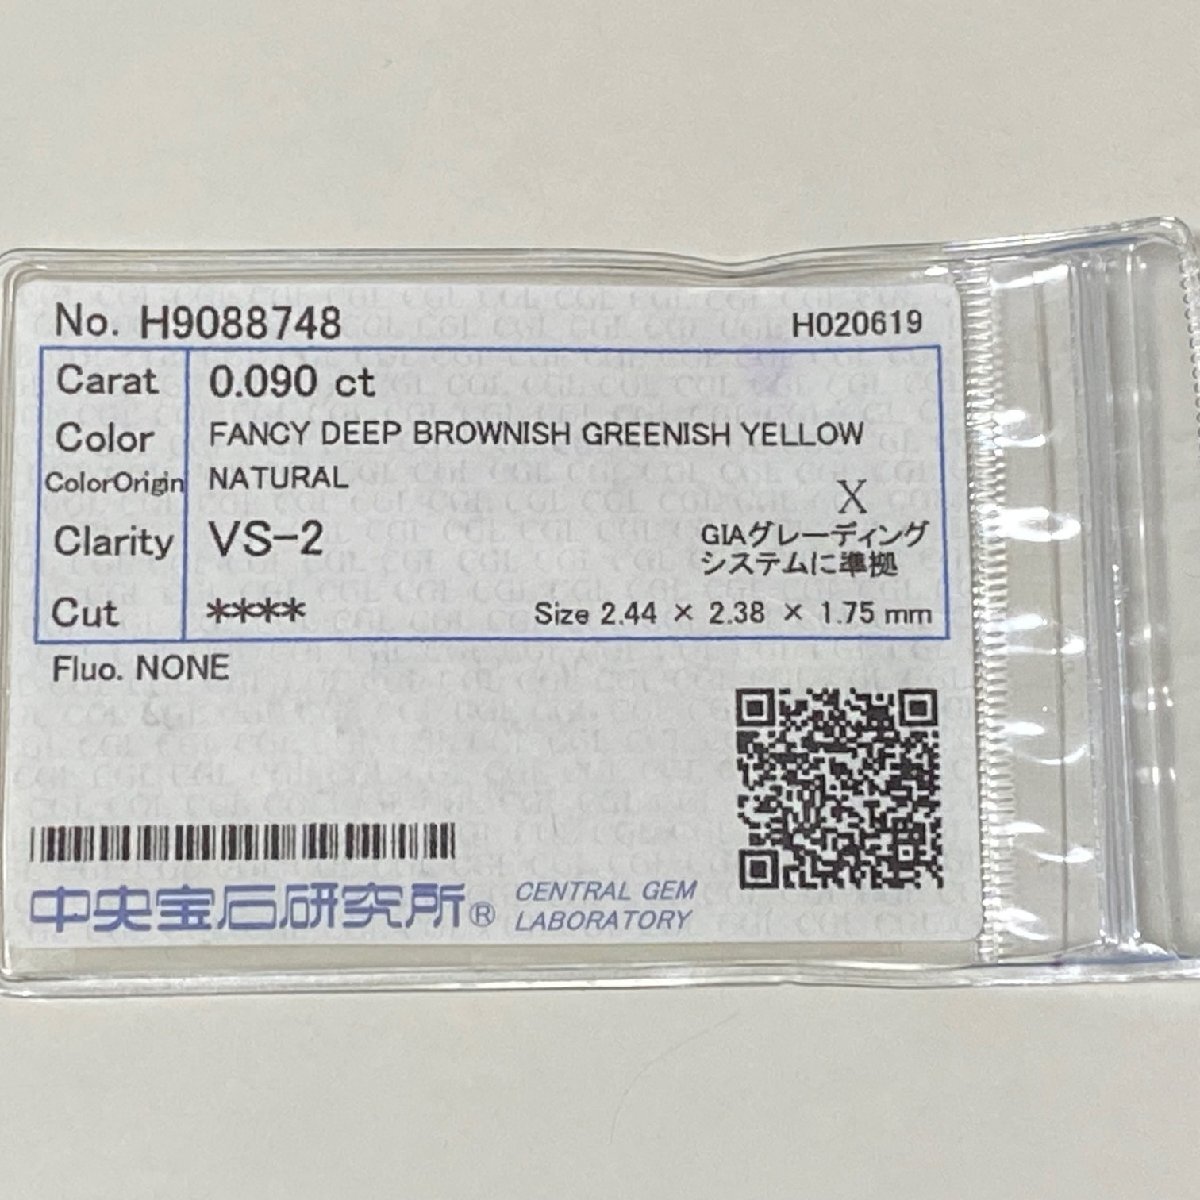 No. H9088748 H020619
Carat 0.090 ct
Color FANCY DEEP BROWNISH GREENISH YELLOW
ColorOrigin NATURAL
X
Clarity VS-2 GIAグレーディング
システムに準拠
Cut **** Size 2.44 × 2.38 × 1.75 mm
Fluo. NONE
中央宝石研究所® CENTRAL GEM
LABORATORY